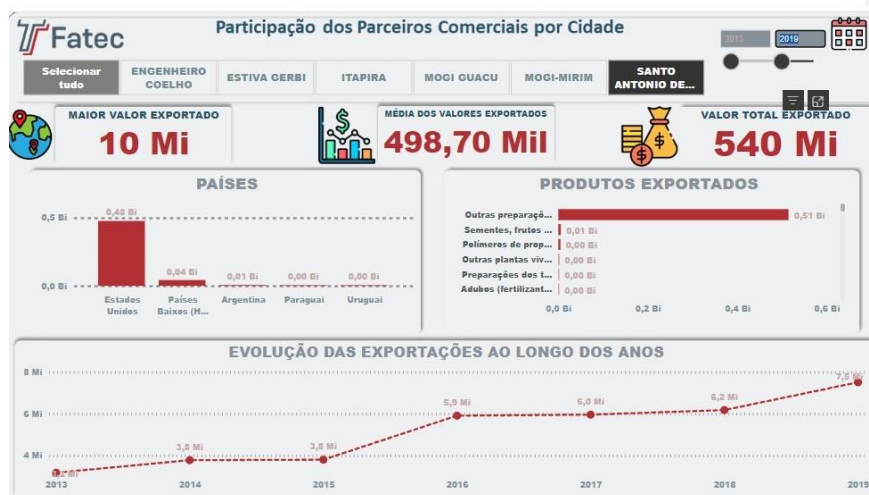 Fatec
Participação dos Parceiros Comerciais por Cidade
2013
2019
Selecionar tudo
ENGENHEIRO COELHO
ESTIVA GERBI
ITAPIRA
MOGI GUACU
MOGI-MIRIM
SANTO ANTONIO DE...
MAIOR VALOR EXPORTADO
10 Mi
MÉDIA DOS VALORES EXPORTADOS
498,70 Mil
VALOR TOTAL EXPORTADO
540 Mi
PAÍSES
0,5 Bi
0,0 Bi
0,48 Bi
0,04 Bi
0,01 Bi
0,00 Bi
0,00 Bi
Estados Unidos
Países Baixos (H...
Argentina
Paraguai
Uruguai
PRODUTOS EXPORTADOS
Outras preparaçõ... 0,51 Bi
Sementes, frutos ... 0,01 Bi
Polímeros de prop... 0,00 Bi
Outras plantas viv... 0,00 Bi
Preparações dos t... 0,00 Bi
Adubos (fertilizant... 0,00 Bi
0,0 Bi 0,2 Bi 0,4 Bi 0,6 Bi
EVOLUÇÃO DAS EXPORTAÇÕES AO LONGO DOS ANOS
8 Mi
6 Mi
4 Mi
3,2 Mi
3,8 Mi
3,8 Mi
5,9 Mi
6,0 Mi
6,2 Mi
7,5 Mi
2013 2014 2015 2016 2017 2018 2019